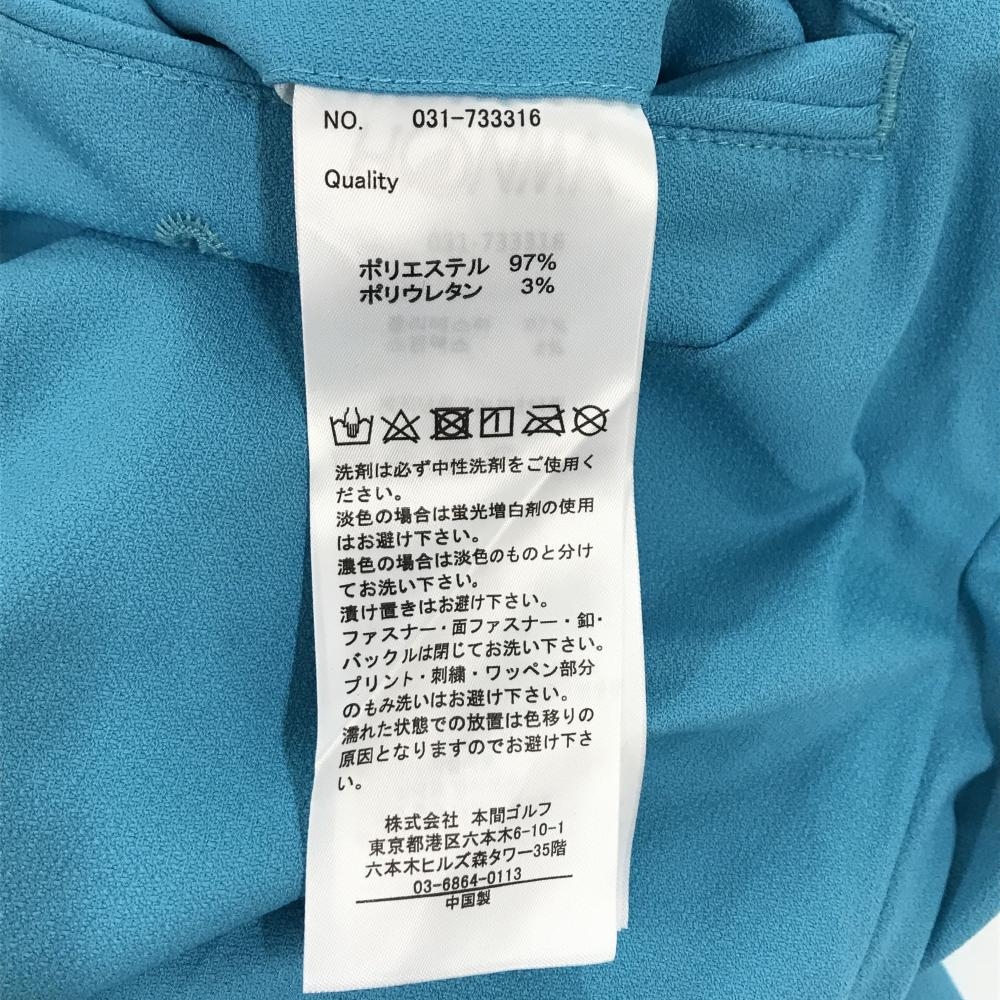 NO. 031-733316
Quality
ポリエステル 97%
ポリウレタン 3%
洗剤は必ず中性洗剤をご使用く
ださい。
淡色の場合は蛍光増白剤の使用
はお避け下さい。
濃色の場合は淡色のものと分け
てお洗い下さい。
漬け置きはお避け下さい。
ファスナー・面ファスナー・釦・
バックルは閉じてお洗い下さい。
プリント・刺繍・ワッペン部分
のもみ洗いはお避け下さい。
濡れた状態での放置は色移りの
原因となりますのでお避け下さ
い。
株式会社 本間ゴルフ
東京都港区六本木6-10-1
六本木ヒルズ森タワー35階
03-6864-0113
中国製